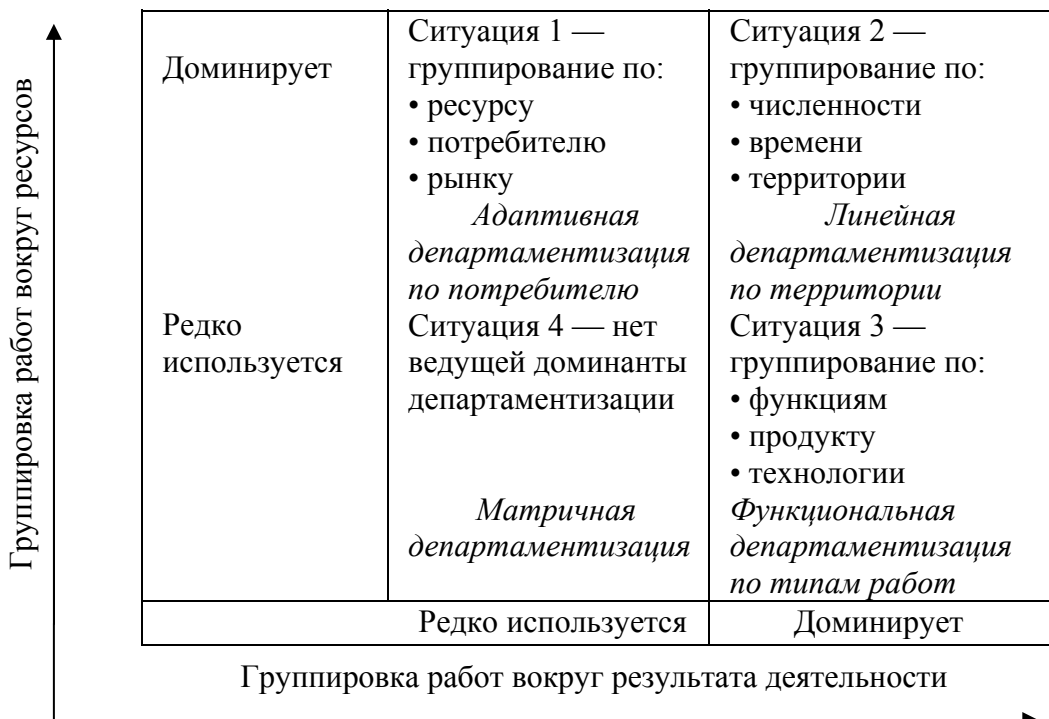 Группировка работ вокруг ресурсов
Доминирует
Ситуация 1 —
группирование по:
• ресурсу
• потребителю
• рынку
Адаптивная
департаментизация
по потребителю
Ситуация 2 —
группирование по:
• численности
• времени
• территории
Линейная
департаментизация
по территории
Редко
используется
Ситуация 4 — нет
ведущей доминанты
департаментизации
Матричная
департаментизация
Ситуация 3 —
группирование по:
• функциям
• продукту
• технологии
Функциональная
департаментизация
по типам работ
Редко используется
Доминирует
Группировка работ вокруг результата деятельности